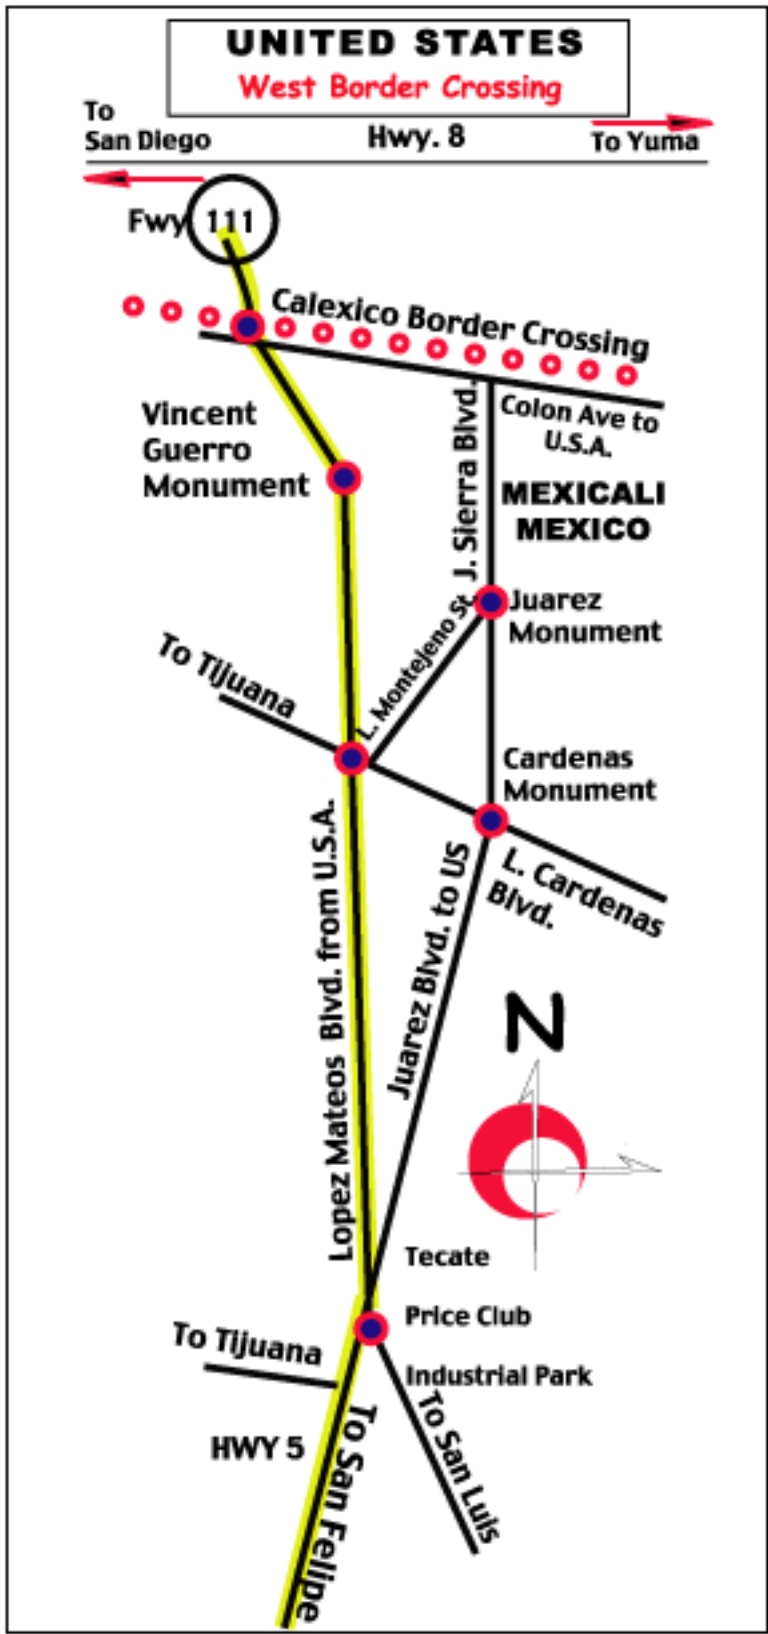 UNITED STATES
West Border Crossing
To
San Diego
Hwy. 8
To Yuma
Fwy 111
Calexico Border Crossing
Colon Ave to
U.S.A.
Vincent
Guerro
Monument
J. Sierra Blvd.
MEXICALI
MEXICO
Juarez
Monument
L. Montejeno St.
To Tijuana
Cardenas
Monument
L. Cardenas
Blvd.
Lopez Mateos Blvd. from U.S.A.
Juarez Blvd. to US
N
Tecate
Price Club
Industrial Park
To Tijuana
HWY 5
To San Felipe
To San Luis